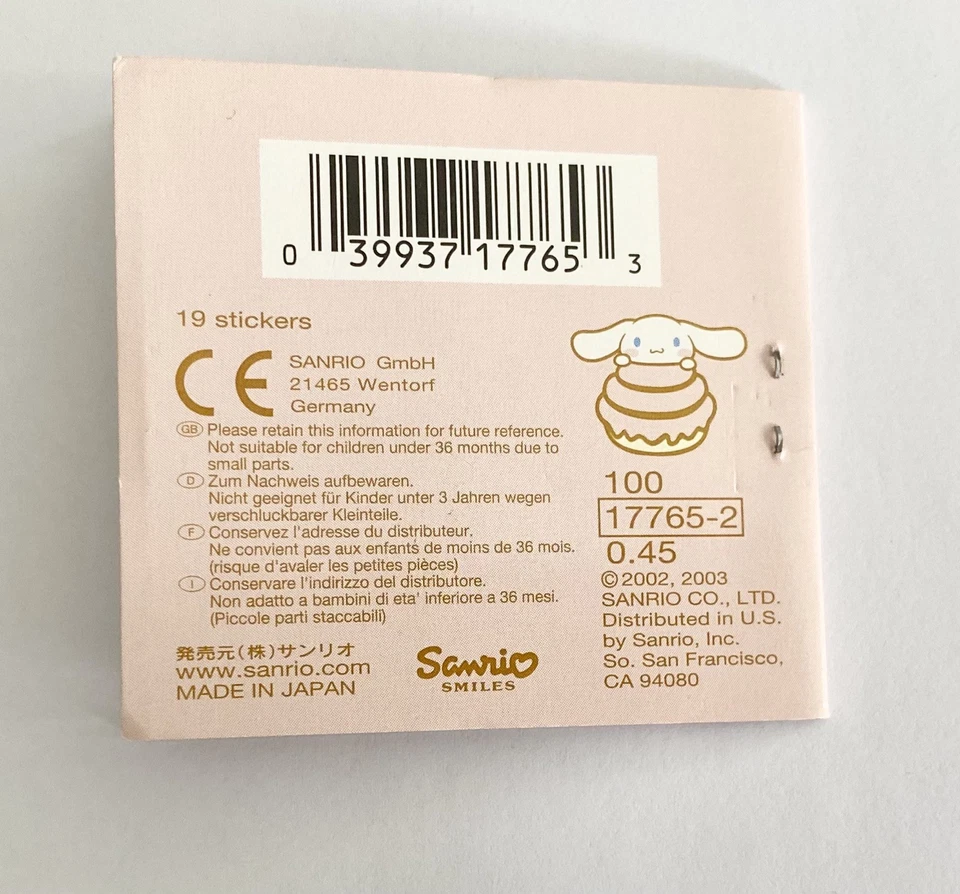 0 39937 17765 3
19 stickers
CE
SANRIO GmbH
21465 Wentorf
Germany
GB Please retain this information for future reference.
Not suitable for children under 36 months due to
small parts.
D Zum Nachweis aufbewaren.
Nicht geeignet für Kinder unter 3 Jahren wegen
verschluckbarer Kleinteile.
F Conservez l'adresse du distributeur.
Ne convient pas aux enfants de moins de 36 mois.
(risque d'avaler les petites pièces)
I Conservare l'indirizzo del distributore.
Non adatto a bambini di eta' inferiore a 36 mesi.
(Piccole parti staccabili)
発売元(株)サンリオ
www.sanrio.com
MADE IN JAPAN
Sanrio
SMILES
100
17765-2
0.45
©2002, 2003
SANRIO CO., LTD.
Distributed in U.S.
by Sanrio, Inc.
So. San Francisco,
CA 94080